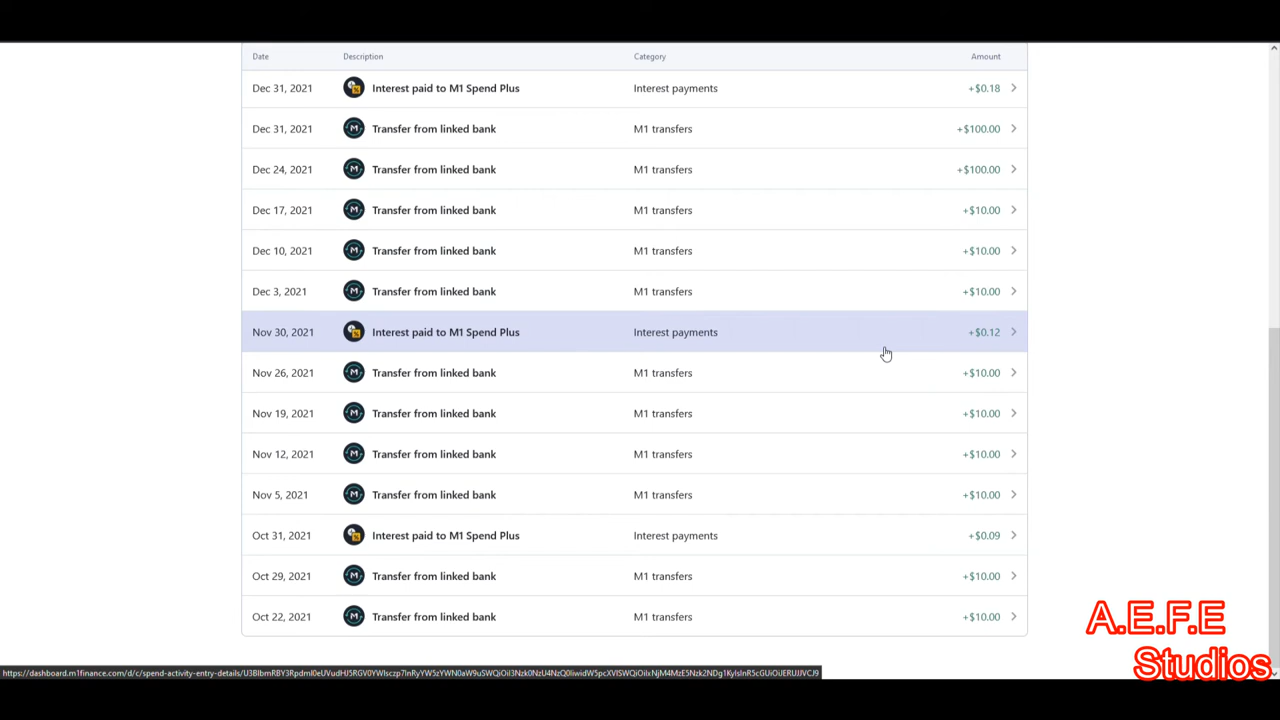 Date Description Category Amount
Dec 31, 2021 Interest paid to M1 Spend Plus Interest payments +$0.18
Dec 31, 2021 Transfer from linked bank M1 transfers +$100.00
Dec 24, 2021 Transfer from linked bank M1 transfers +$100.00
Dec 17, 2021 Transfer from linked bank M1 transfers +$10.00
Dec 10, 2021 Transfer from linked bank M1 transfers +$10.00
Dec 3, 2021 Transfer from linked bank M1 transfers +$10.00
Nov 30, 2021 Interest paid to M1 Spend Plus Interest payments +$0.12
Nov 26, 2021 Transfer from linked bank M1 transfers +$10.00
Nov 19, 2021 Transfer from linked bank M1 transfers +$10.00
Nov 12, 2021 Transfer from linked bank M1 transfers +$10.00
Nov 5, 2021 Transfer from linked bank M1 transfers +$10.00
Oct 31, 2021 Interest paid to M1 Spend Plus Interest payments +$0.09
Oct 29, 2021 Transfer from linked bank M1 transfers +$10.00
Oct 22, 2021 Transfer from linked bank M1 transfers +$10.00
A.E.F.E
Studios